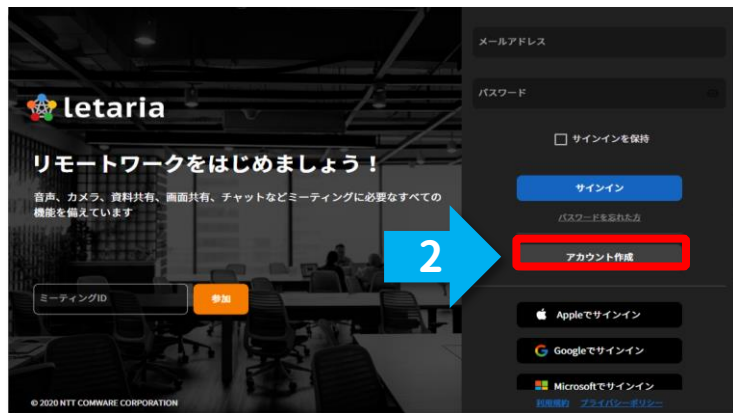 letaria
リモートワークをはじめましょう！
音声、カメラ、資料共有、画面共有、チャットなどミーティングに必要なすべての
機能を備えています
ミーティングID
参加
© 2020 NTT COMWARE CORPORATION
2
メールアドレス
パスワード
サインインを保持
サインイン
パスワードを忘れた方
アカウント作成
Appleでサインイン
Googleでサインイン
Microsoftでサインイン
利用規約 プライバシーポリシー